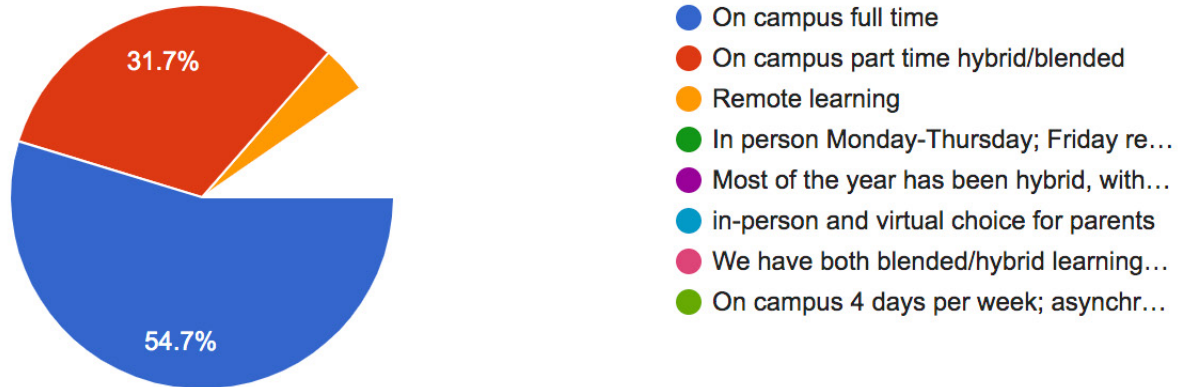 31.7%
54.7%
On campus full time
On campus part time hybrid/blended
Remote learning
In person Monday-Thursday; Friday re…
Most of the year has been hybrid, with…
in-person and virtual choice for parents
We have both blended/hybrid learning…
On campus 4 days per week; asynchr…